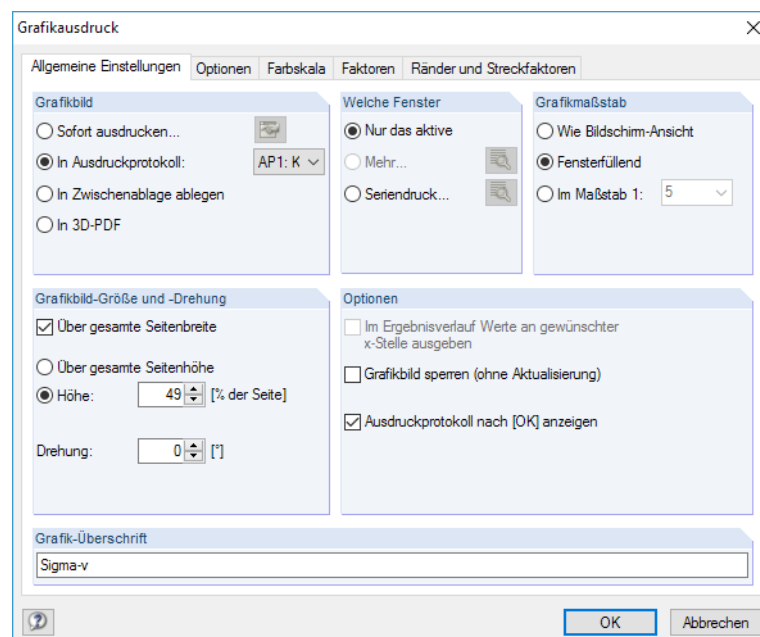 Grafikausdruck
Allgemeine Einstellungen Optionen Farbskala Faktoren Ränder und Streckfaktoren
Grafikbild
Sofort ausdrucken...
In Ausdruckprotokoll: AP1: K
In Zwischenablage ablegen
In 3D-PDF
Welche Fenster
Nur das aktive
Mehr...
Seriendruck...
Grafikmaßstab
Wie Bildschirm-Ansicht
Fensterfüllend
Im Maßstab 1: 5
Grafikbild-Größe und -Drehung
Über gesamte Seitenbreite
Über gesamte Seitenhöhe
Höhe: 49 [% der Seite]
Drehung: 0 [°]
Optionen
Im Ergebnisverlauf Werte an gewünschter
x-Stelle ausgeben
Grafikbild sperren (ohne Aktualisierung)
Ausdruckprotokoll nach [OK] anzeigen
Grafik-Überschrift
Sigma-v
OK Abbrechen